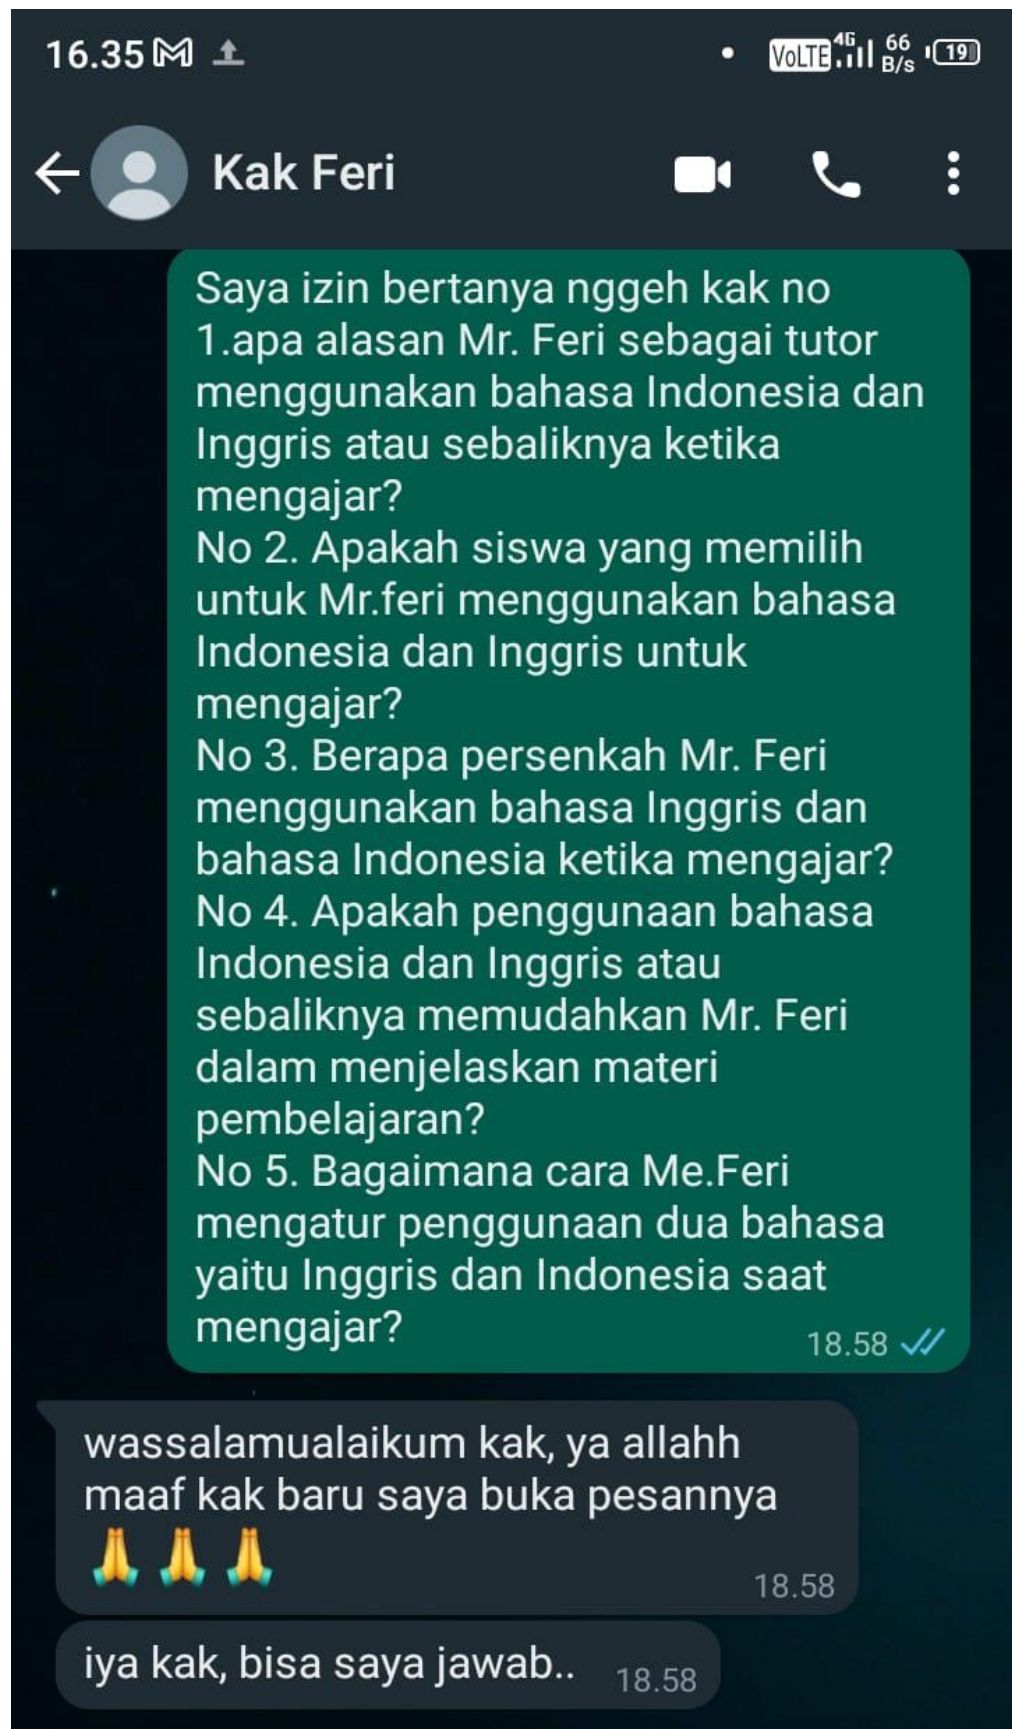 16.35
VoLTE 4G 66 B/s 19
Kak Feri
Saya izin bertanya nggeh kak no
1.apa alasan Mr. Feri sebagai tutor
menggunakan bahasa Indonesia dan
Inggris atau sebaliknya ketika
mengajar?
No 2. Apakah siswa yang memilih
untuk Mr.feri menggunakan bahasa
Indonesia dan Inggris untuk
mengajar?
No 3. Berapa persenkah Mr. Feri
menggunakan bahasa Inggris dan
bahasa Indonesia ketika mengajar?
No 4. Apakah penggunaan bahasa
Indonesia dan Inggris atau
sebaliknya memudahkan Mr. Feri
dalam menjelaskan materi
pembelajaran?
No 5. Bagaimana cara Me.Feri
mengatur penggunaan dua bahasa
yaitu Inggris dan Indonesia saat
mengajar?
18.58
wassalamualaikum kak, ya allahh
maaf kak baru saya buka pesannya
🙏🙏🙏
18.58
iya kak, bisa saya jawab.. 18.58